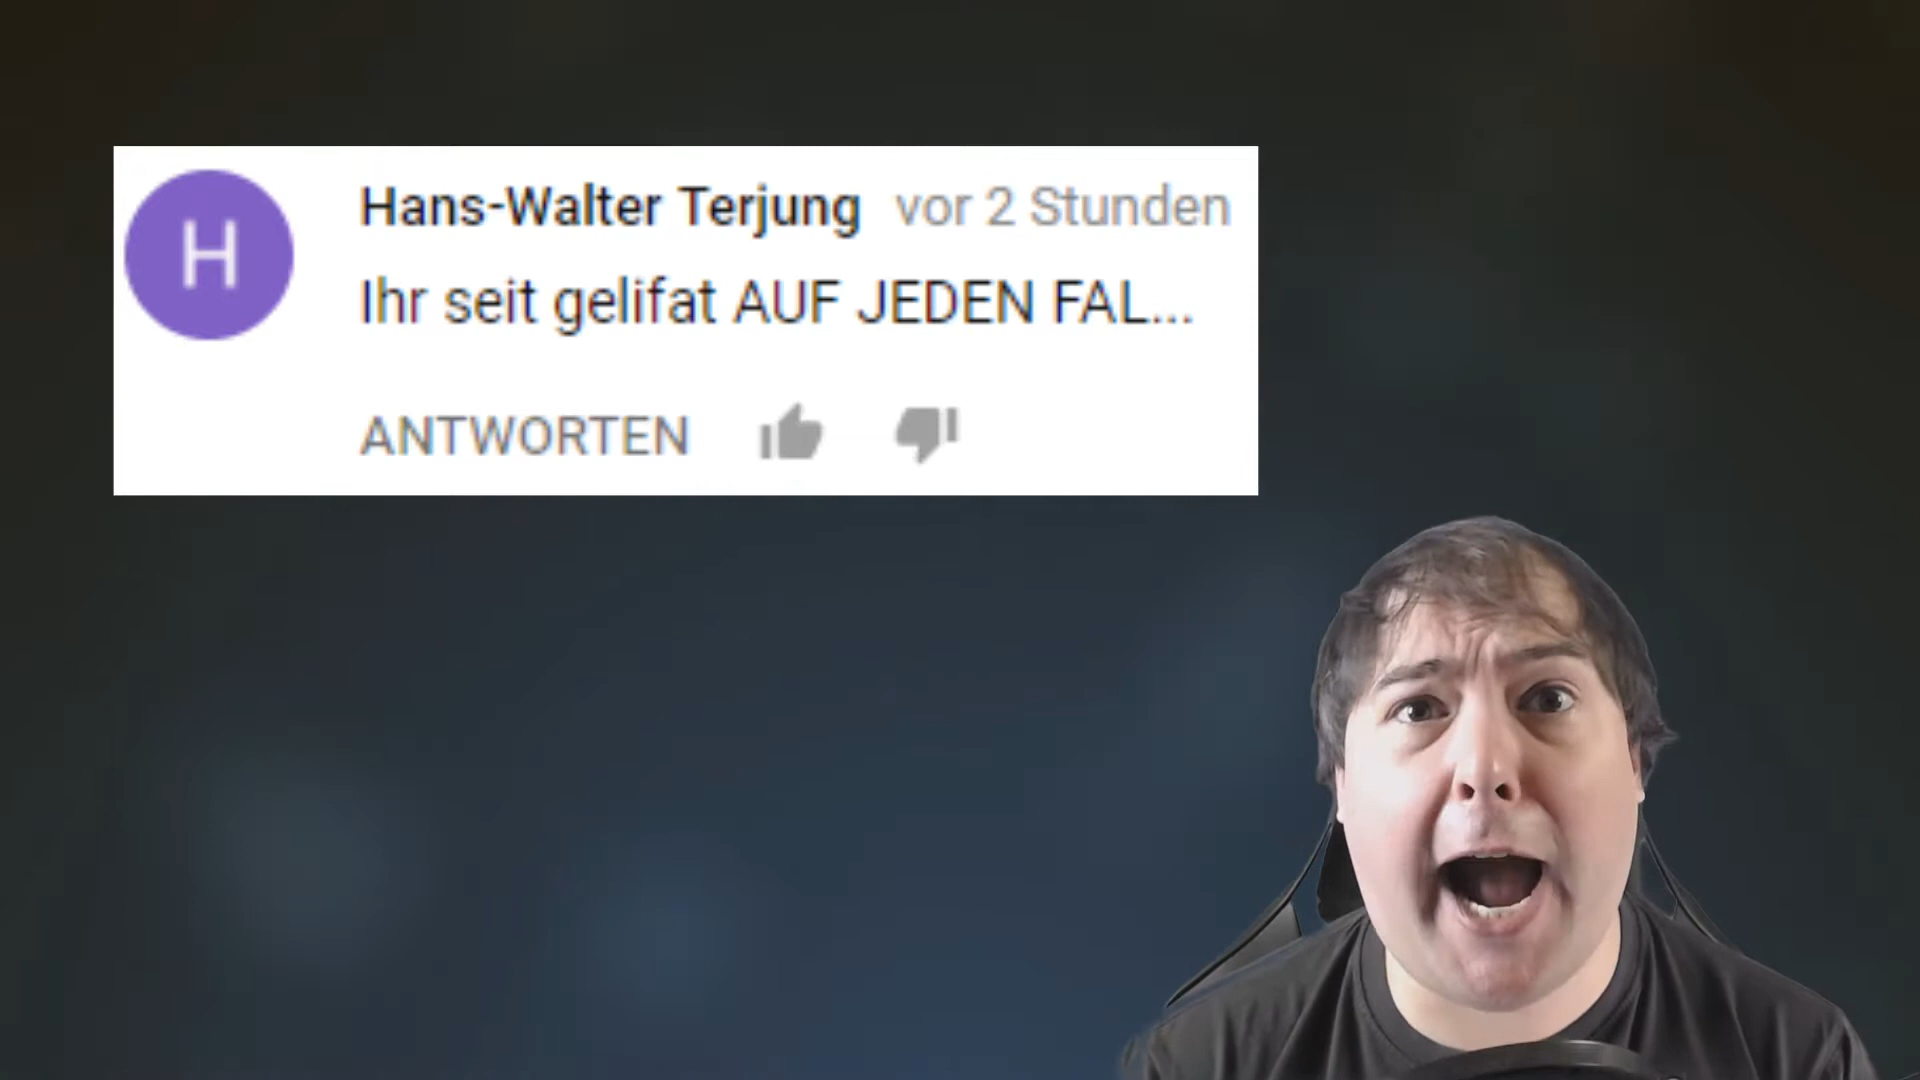 H
Hans-Walter Terjung vor 2 Stunden
Ihr seit gelifat AUF JEDEN FAL...
ANTWORTEN